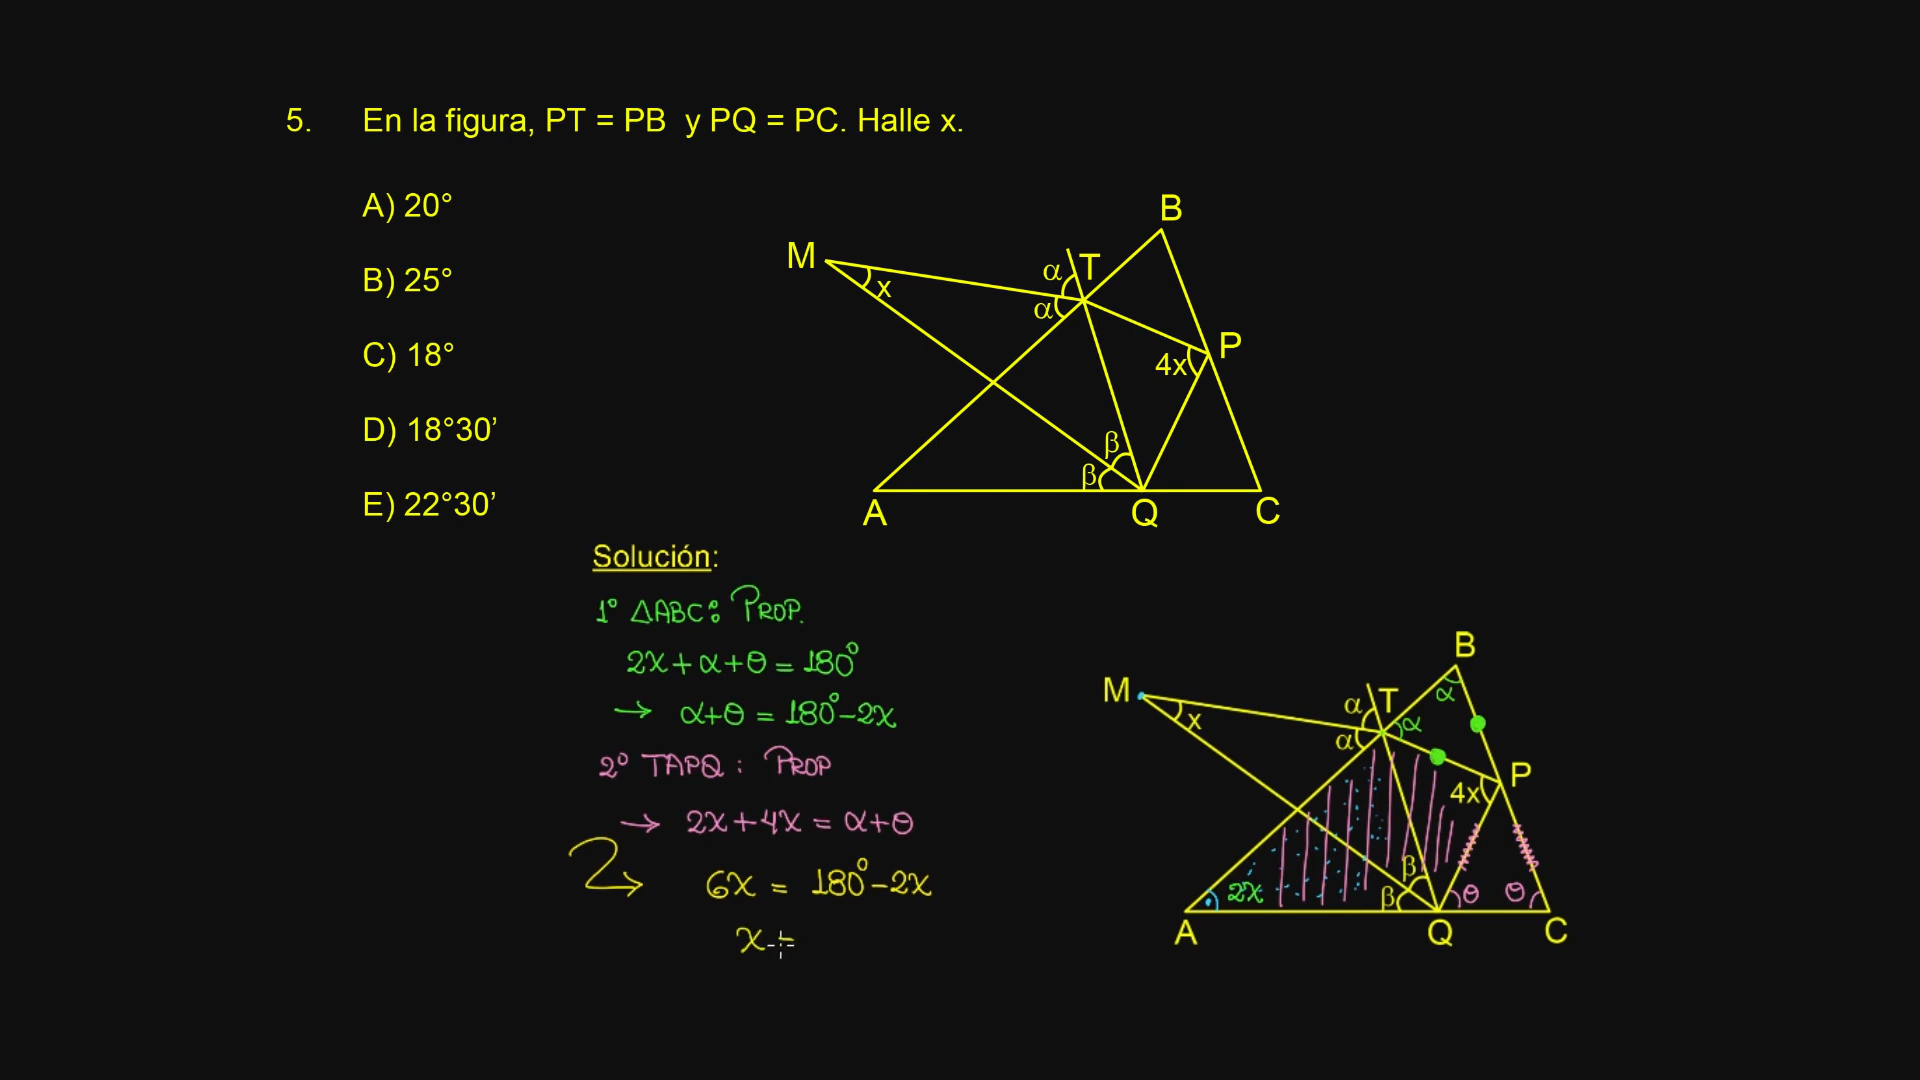 5. En la figura, PT = PB y PQ = PC. Halle x.
A) 20°
B) 25°
C) 18°
D) 18°30’
E) 22°30’
B
M
T
α
x
α
P
4x
β
β
A
Q
C
Solución:
1° △ABC: PROP.
2x+α+θ = 180°
→ α+θ = 180°-2x
2° TAPQ: PROP
→ 2x+4x = α+θ
→ 6x = 180°-2x
x =
B
M
α
T
α
x
α
α
P
4x
β
2x
β
θ
θ
A
Q
C